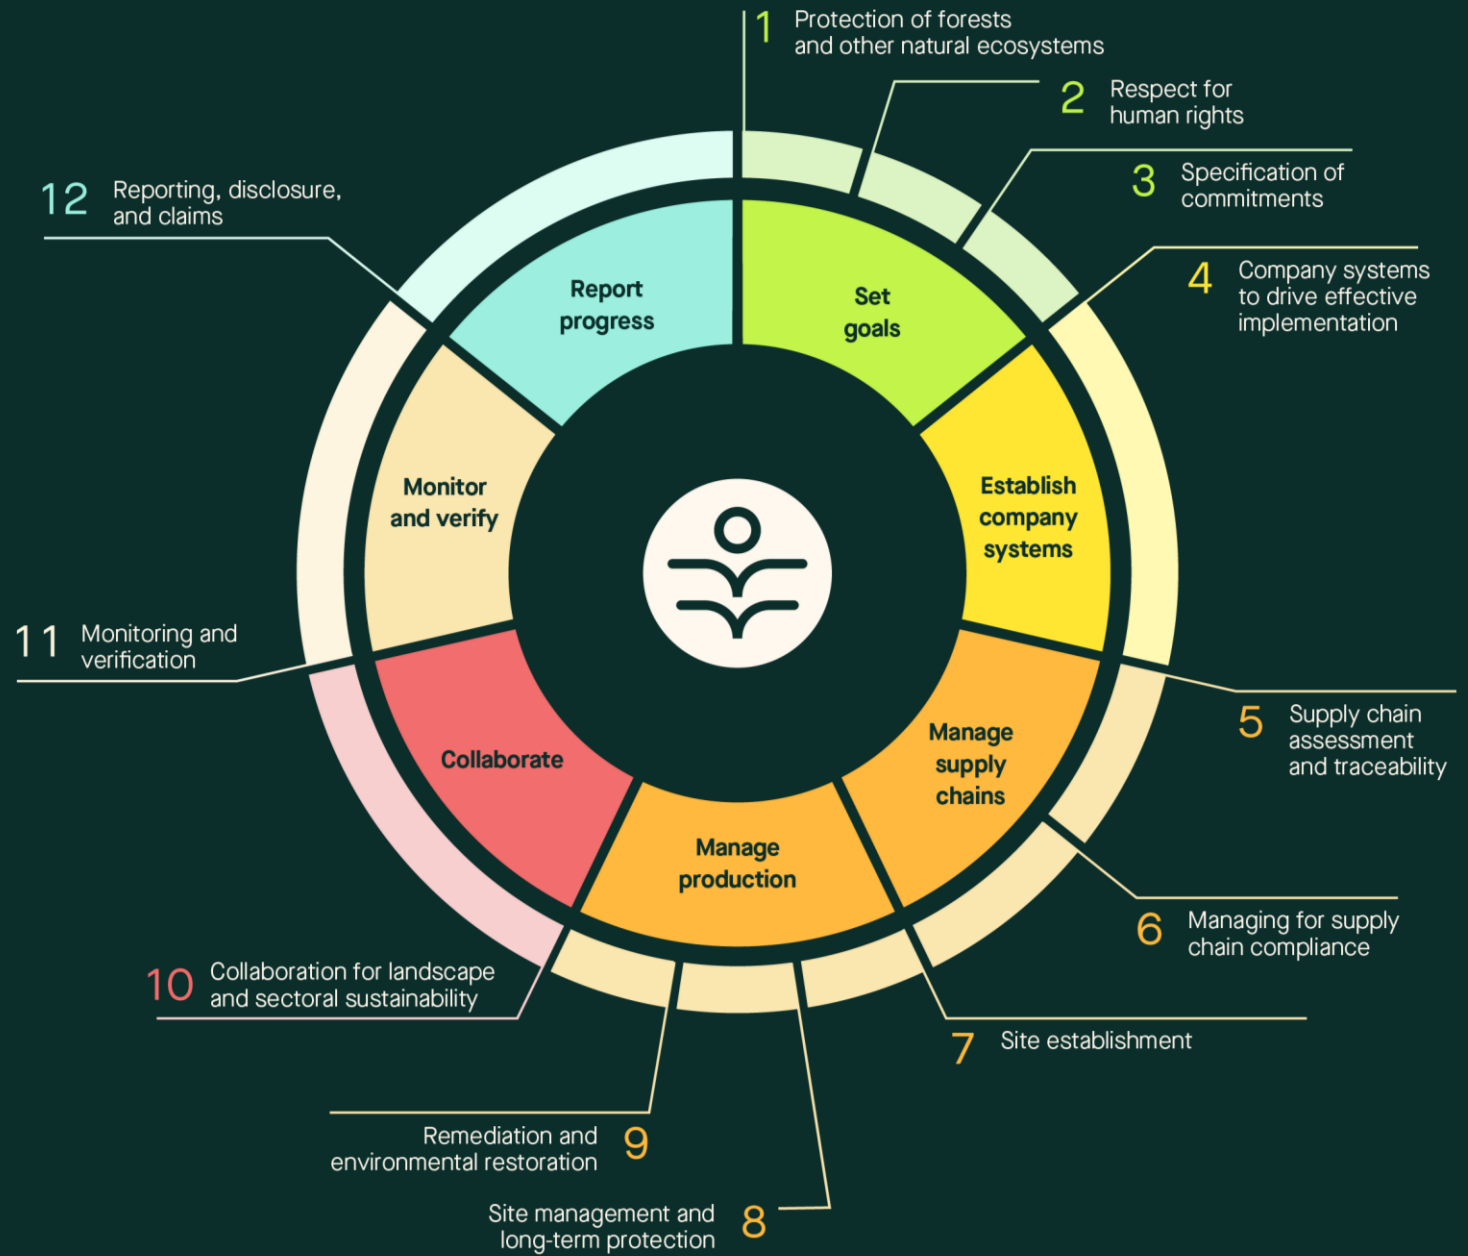 1
Protection of forests
and other natural ecosystems
2
Respect for
human rights
3
Specification of
commitments
4
Company systems
to drive effective
implementation
5
Supply chain
assessment
and traceability
6
Managing for supply
chain compliance
7
Site establishment
8
Site management and
long-term protection
9
Remediation and
environmental restoration
10
Collaboration for landscape
and sectoral sustainability
11
Monitoring and
verification
12
Reporting, disclosure,
and claims
Set
goals
Establish
company
systems
Manage
supply
chains
Manage
production
Collaborate
Monitor
and verify
Report
progress